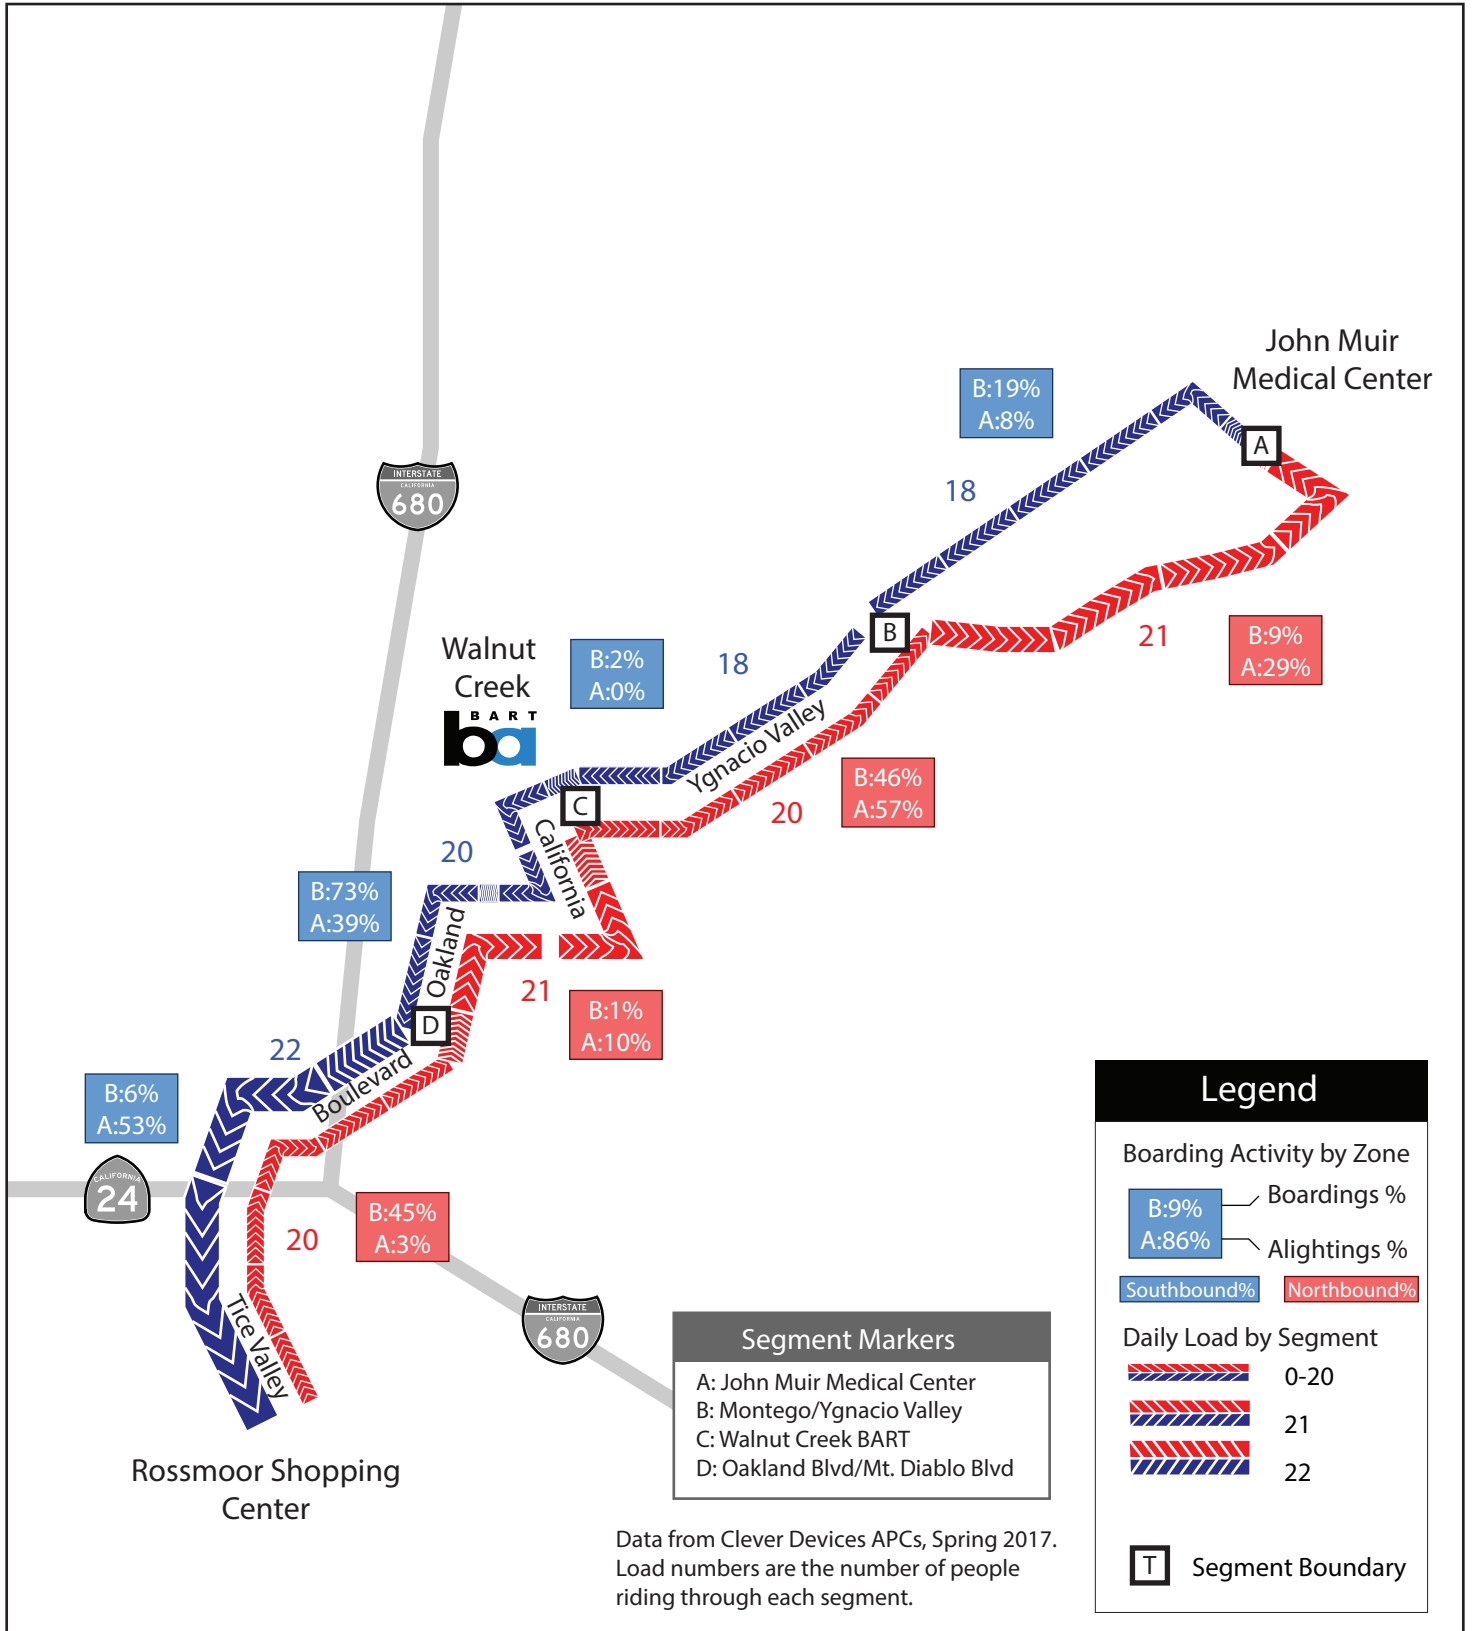 John Muir
Medical Center
B:19%
A:8%
18
A
INTERSTATE
CALIFORNIA
680
B
21
B:9%
A:29%
Walnut
Creek
BART
ba
B:2%
A:0%
18
Ygnacio Valley
B:46%
A:57%
20
C
California
20
B:73%
A:39%
Oakland
21
B:1%
A:10%
D
22
Boulevard
B:6%
A:53%
CALIFORNIA
24
B:45%
A:3%
20
Tice Valley
INTERSTATE
CALIFORNIA
680
Rossmoor Shopping
Center
Segment Markers
A: John Muir Medical Center
B: Montego/Ygnacio Valley
C: Walnut Creek BART
D: Oakland Blvd/Mt. Diablo Blvd
Data from Clever Devices APCs, Spring 2017.
Load numbers are the number of people
riding through each segment.
Legend
Boarding Activity by Zone
B:9%
A:86%
Boardings %
Alightings %
Southbound%
Northbound%
Daily Load by Segment
0-20
21
22
T
Segment Boundary